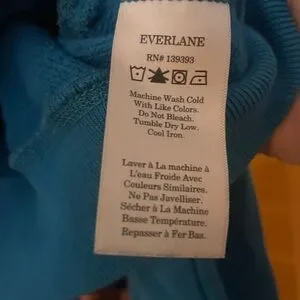 EVERLANE
RN# 139393
Machine Wash Cold
With Like Colors.
Do Not Bleach.
Tumble Dry Low.
Cool Iron.
Laver à La machine à
L'eau Froide Avec
Couleurs Similaires.
Ne Pas Javelliser.
Sécher à La Machine
Basse Température.
Repasser à Fer Bas.